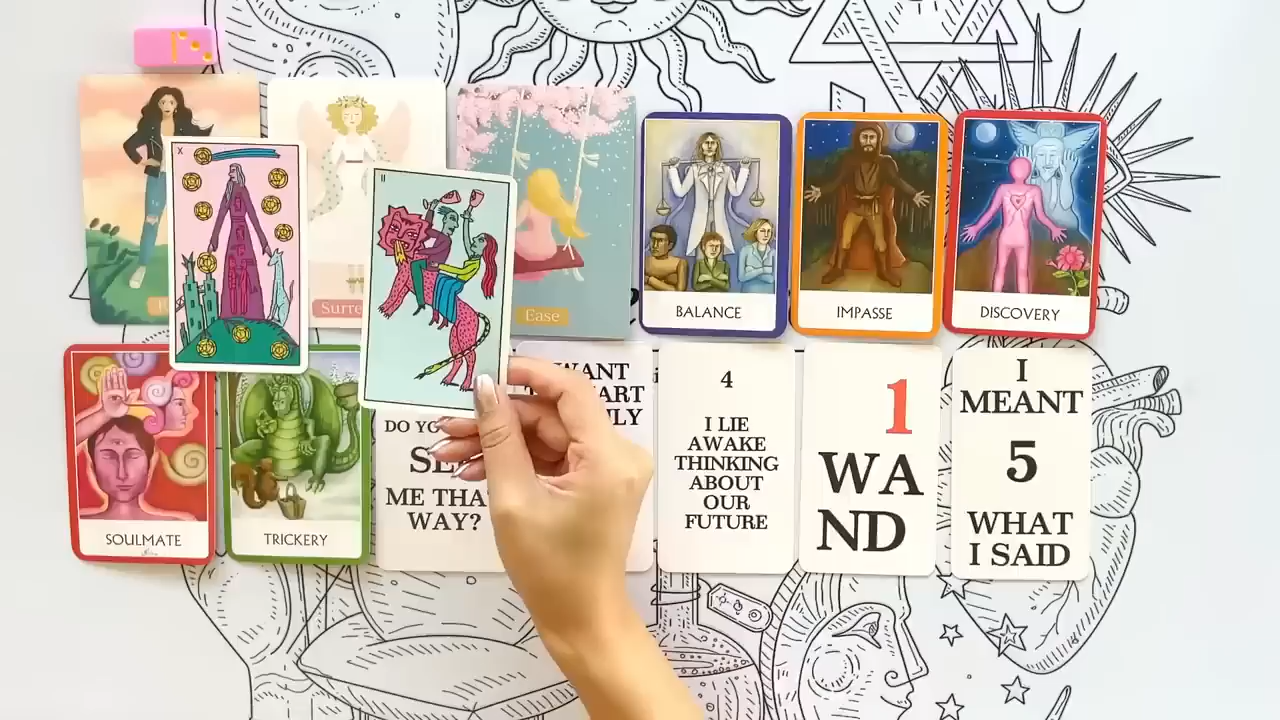 X
II
Surre
Ease
BALANCE
IMPASSE
DISCOVERY
SOULMATE
TRICKERY
DO YO
SE
ME THA
WAY?
WANT
ART
LY
4
I LIE
AWAKE
THINKING
ABOUT
OUR
FUTURE
1
WA
ND
I
MEANT
5
WHAT
I SAID